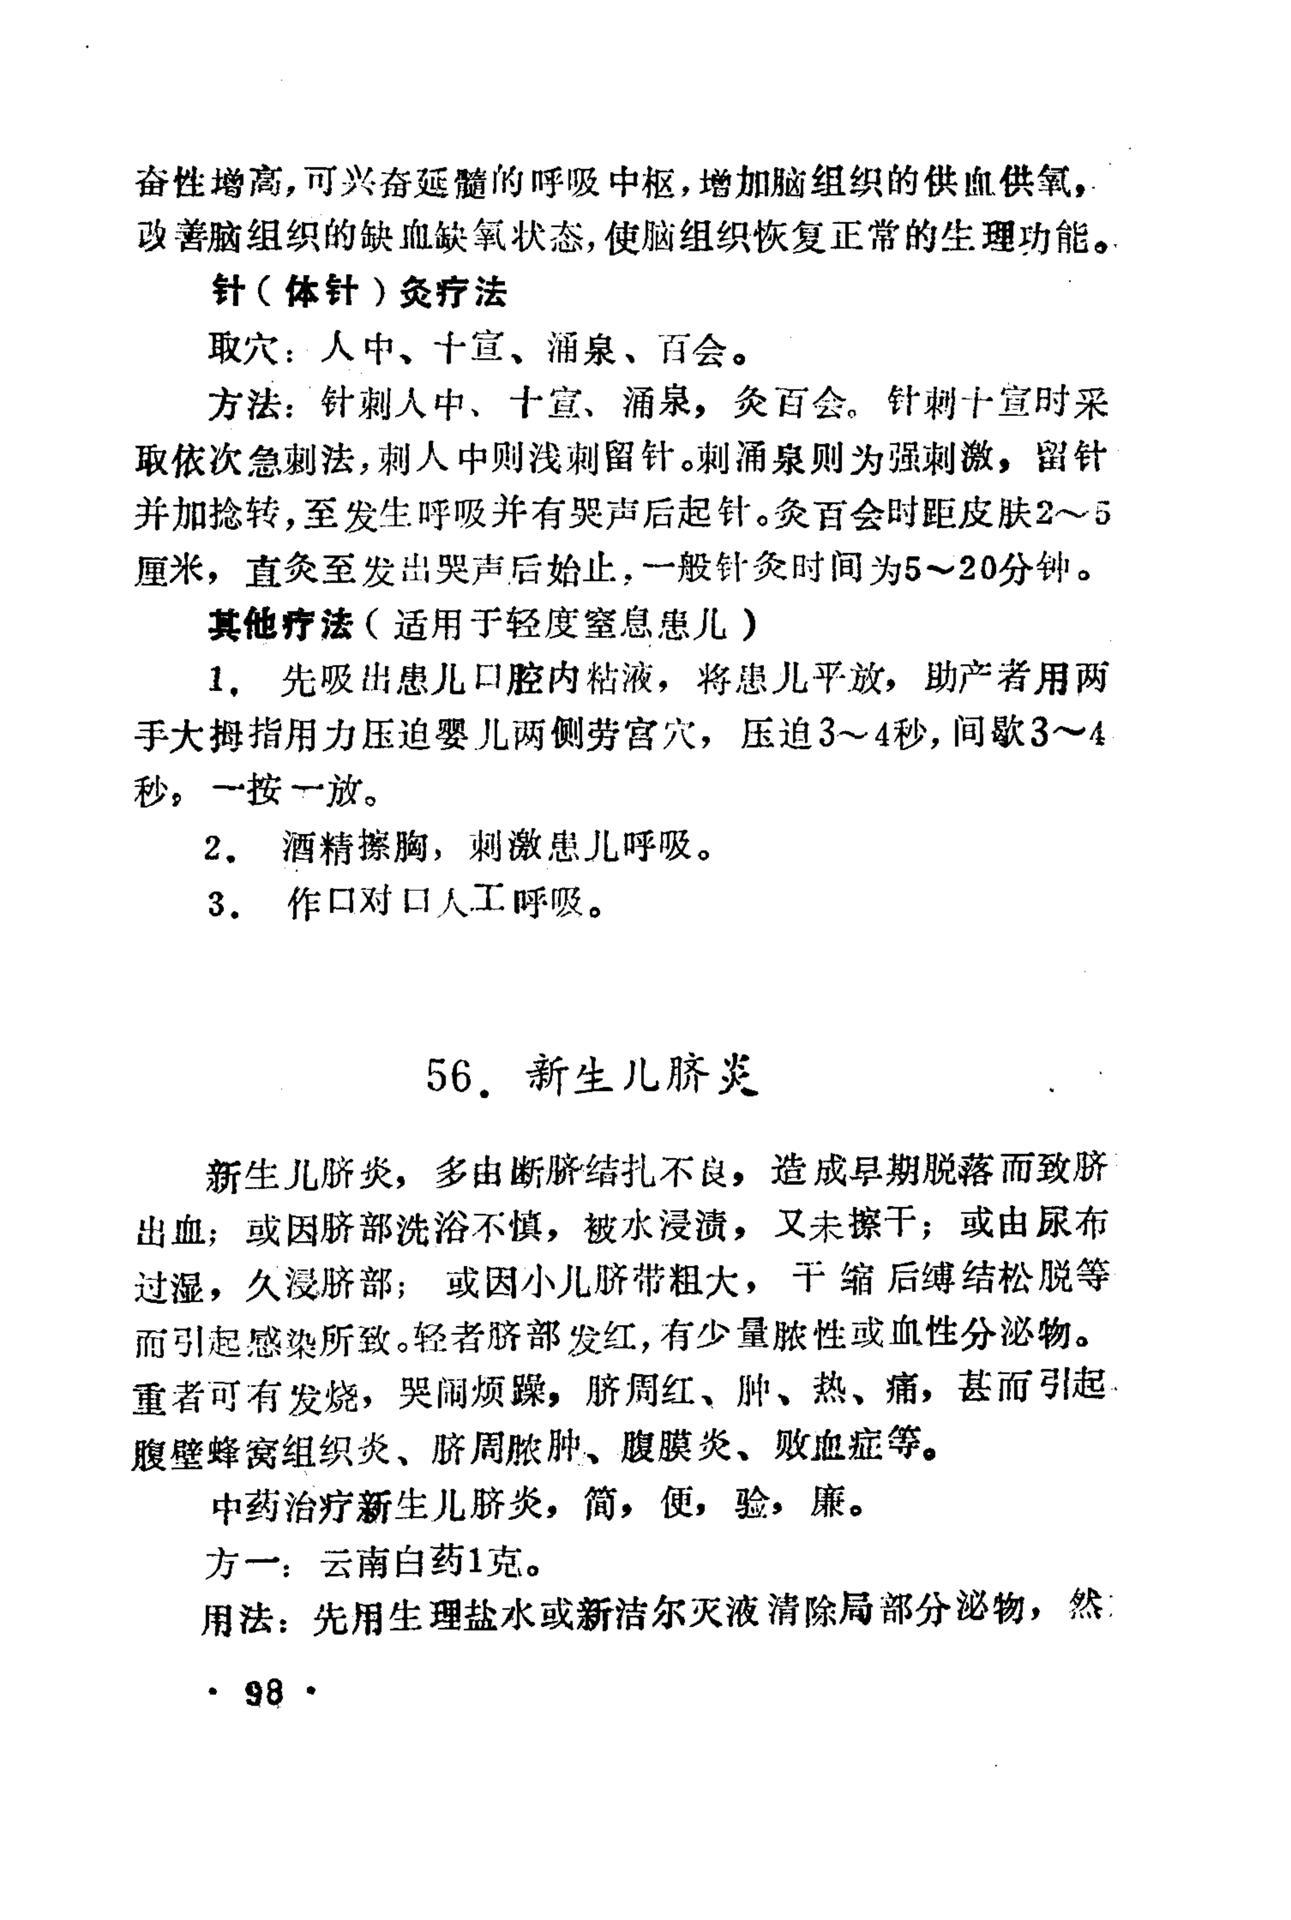 奋性增高，可兴奋延髓的呼吸中枢，增加脑组织的供血供氧，
改善脑组织的缺血缺氧状态，使脑组织恢复正常的生理功能。
针（体针）灸疗法
取穴：人中、十宣、涌泉、百会。
方法：针刺人中、十宣、涌泉，灸百会。针刺十宣时采
取依次急刺法，刺人中则浅刺留针。刺涌泉则为强刺激，留针
并加捻转，至发生呼吸并有哭声后起针。灸百会时距皮肤2～5
厘米，直灸至发出哭声后始止，一般针灸时间为5～20分钟。
其他疗法（适用于轻度窒息患儿）
1．先吸出患儿口腔内粘液，将患儿平放，助产者用两
手大拇指用力压迫婴儿两侧劳宫穴，压迫3～4秒，间歇3～4
秒，一按一放。
2．酒精擦胸，刺激患儿呼吸。
3．作口对口人工呼吸。
56．新生儿脐炎
新生儿脐炎，多由断脐结扎不良，造成早期脱落而致脐
出血；或因脐部洗浴不慎，被水浸渍，又未擦干；或由尿布
过湿，久浸脐部；或因小儿脐带粗大，干缩后缚结松脱等
而引起感染所致。轻者脐部发红，有少量脓性或血性分泌物。
重者可有发烧，哭闹烦躁，脐周红、肿、热、痛，甚而引起
腹壁蜂窝组织炎、脐周脓肿、腹膜炎、败血症等。
中药治疗新生儿脐炎，简，便，验，廉。
方一：云南白药1克。
用法：先用生理盐水或新洁尔灭液清除局部分泌物，然
·98·